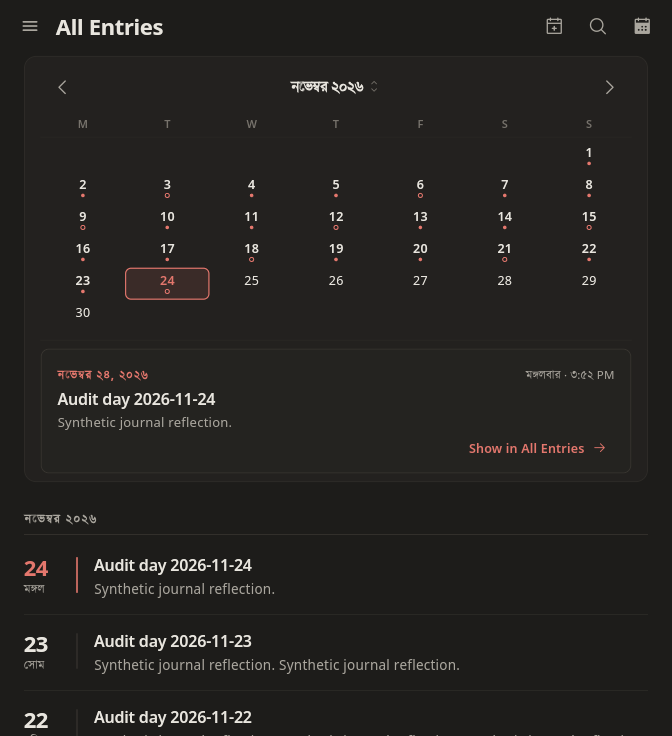 All Entries
নভেম্বর ২০২৬
M T W T F S S
1
2 3 4 5 6 7 8
9 10 11 12 13 14 15
16 17 18 19 20 21 22
23 24 25 26 27 28 29
30
নভেম্বর ২৪, ২০২৬ মঙ্গলবার · ৩:৫২ PM
Audit day 2026-11-24
Synthetic journal reflection.
Show in All Entries →
নভেম্বর ২০২৬
24 Audit day 2026-11-24
মঙ্গল Synthetic journal reflection.
23 Audit day 2026-11-23
সোম Synthetic journal reflection. Synthetic journal reflection.
22 Audit day 2026-11-22